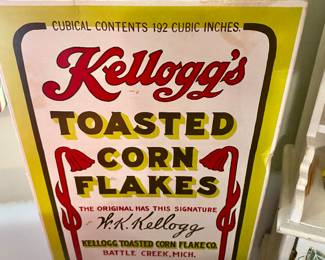 CUBICAL CONTENTS 192 CUBIC INCHES.
Kellogg's
TOASTED
CORN
FLAKES
THE ORIGINAL HAS THIS SIGNATURE
W.K. Kellogg
KELLOGG TOASTED CORN FLAKE CO.
BATTLE CREEK, MICH.